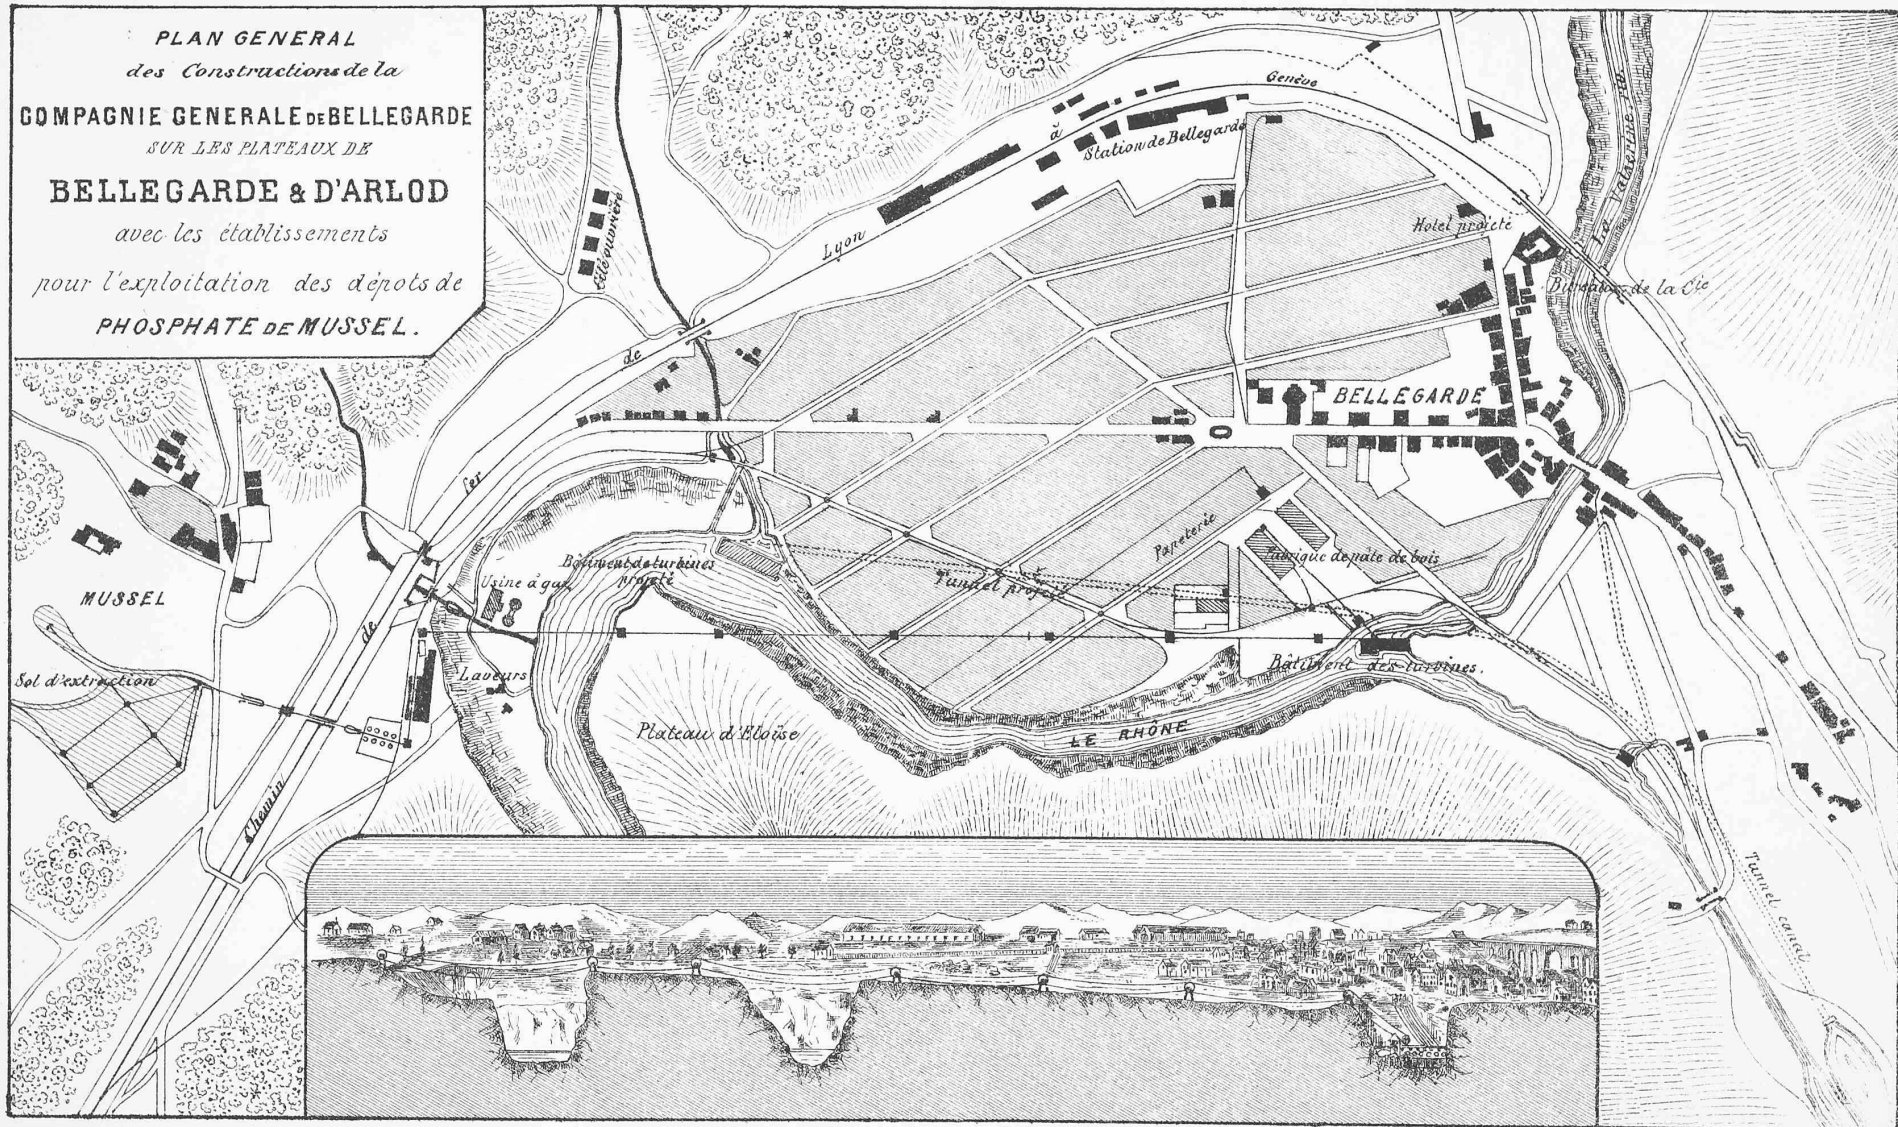 PLAN GENERAL
des Constructions de la
COMPAGNIE GENERALE DE BELLEGARDE
SUR LES PLATEAUX DE
BELLEGARDE & D'ARLOD
avec les établissements
pour l'exploitation des dépots de
PHOSPHATE DE MUSSEL.
Chemin de fer de Lyon à Genève
Station de Bellegarde
Cité ouvrière
La Valserine
Hotel projeté
Bureaux de la Cie
BELLEGARDE
Papeterie
Fabrique de pâte de bois
Tunnel projeté
Bâtiment de turbines
projeté
Usine à gaz
MUSSEL
Sol d'extraction
Laveurs
Bâtiment des turbines.
Plateau d'Eloise
LE RHÔNE
Tunnel canal